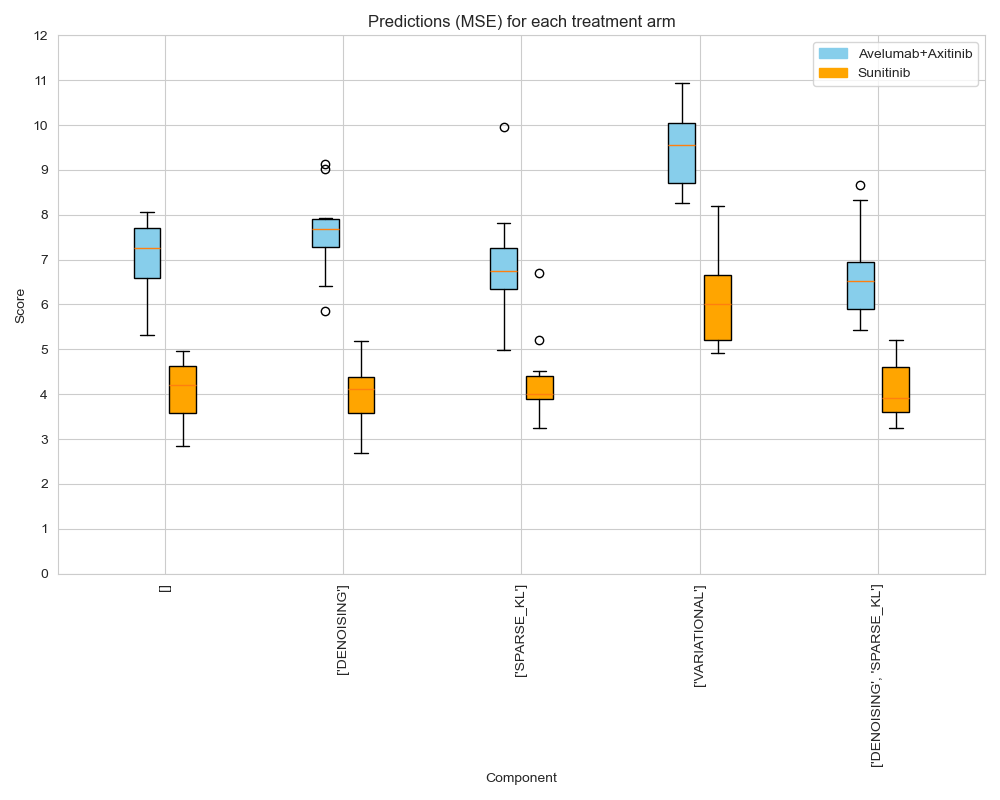 Predictions (MSE) for each treatment arm
12
11
10
9
8
7
6
5
4
3
2
1
0
Score
Avelumab+Axitinib
Sunitinib
[]
['DENOISING']
['SPARSE_KL']
['VARIATIONAL']
['DENOISING', 'SPARSE_KL']
Component